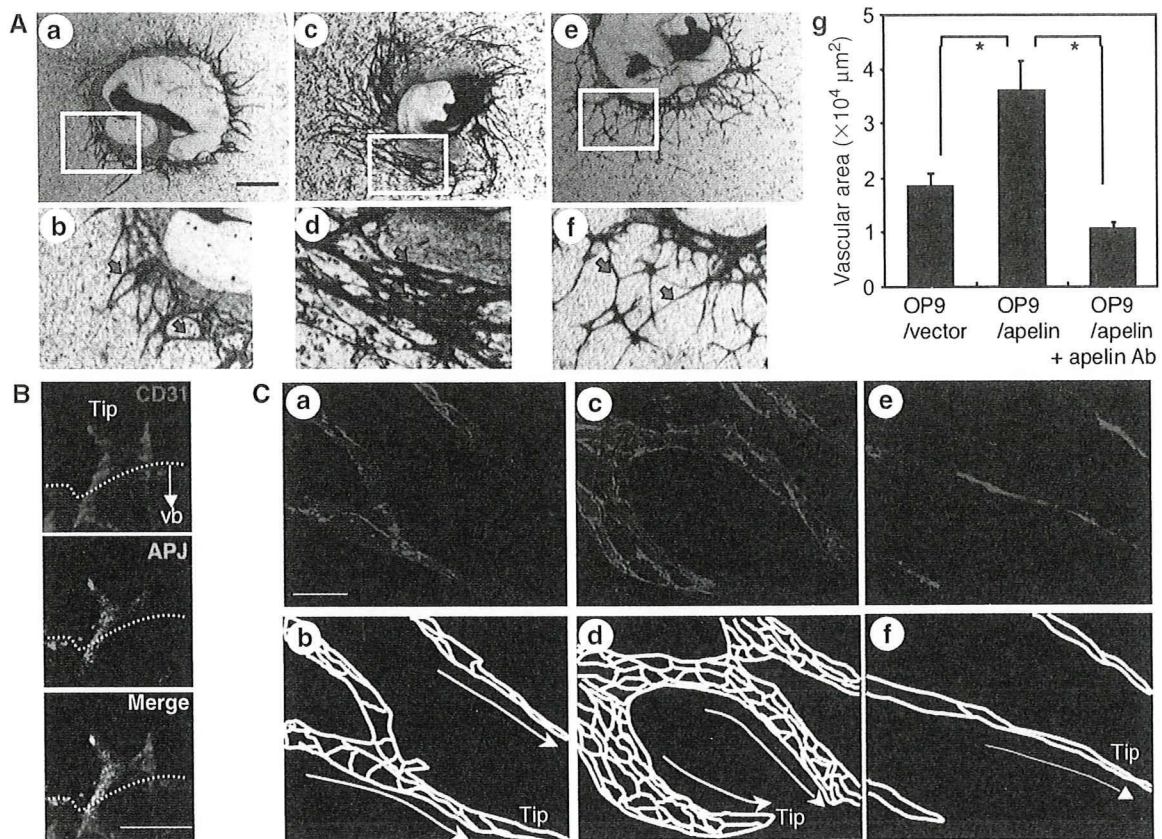 A
a
c
e
b
d
f
g
Vascular area (×10⁴ μm²)
5
4
3
2
1
0
*
*
OP9 /vector
OP9 /apelin
OP9 /apelin + apelin Ab
B
CD31
Tip
vb
APJ
Merge
C
a
c
e
b
d
f
Tip
Tip
Tip